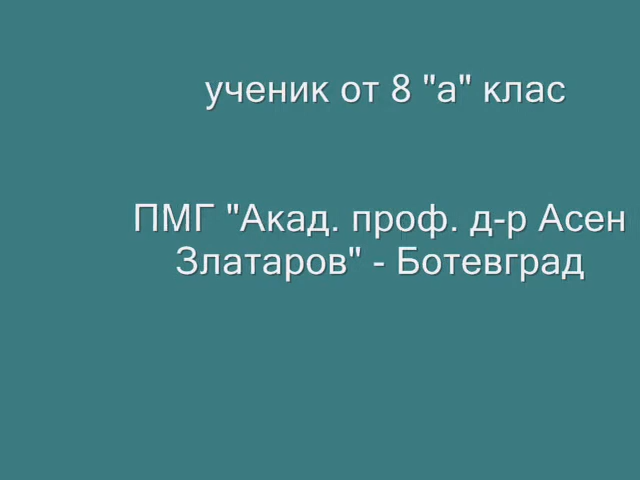 ученик от 8 "а" клас
ПМГ "Акад. проф. д-р Асен
Златаров" - Ботевград